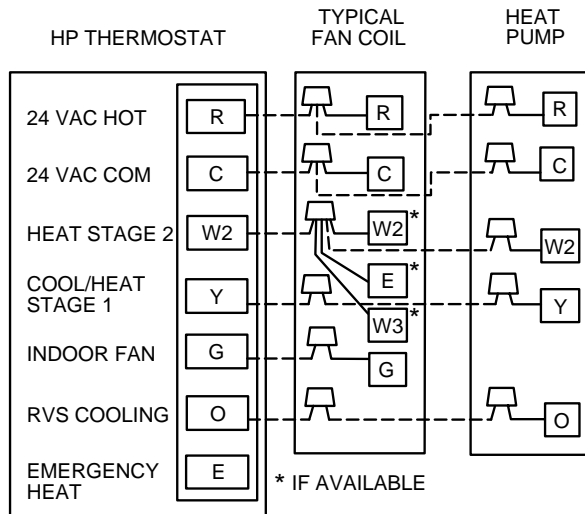 HP THERMOSTAT
TYPICAL
FAN COIL
HEAT
PUMP
24 VAC HOT R R R
24 VAC COM C C C
HEAT STAGE 2 W2 W2* W2
E*
COOL/HEAT
STAGE 1 Y Y
W3*
INDOOR FAN G G
RVS COOLING O O
EMERGENCY
HEAT E
* IF AVAILABLE